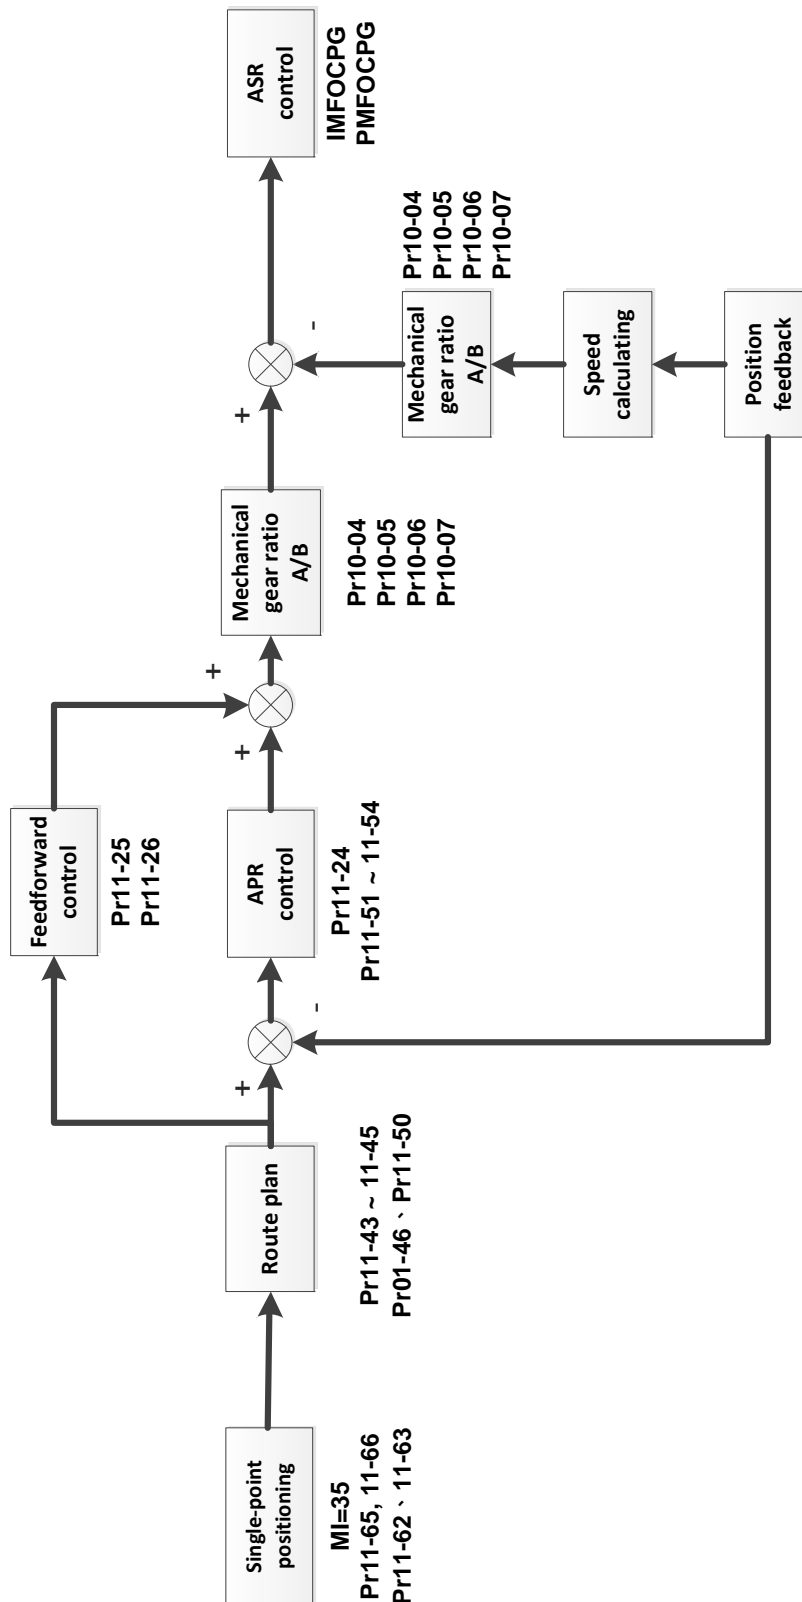 Single-point
positioning
MI=35
Pr11-65, 11-66
Pr11-62、11-63
Route plan
Pr11-43 ~ 11-45
Pr01-46、Pr11-50
+
-
Feedforward
control
Pr11-25
Pr11-26
APR
control
Pr11-24
Pr11-51 ~ 11-54
+
+
Mechanical
gear ratio
A/B
Pr10-04
Pr10-05
Pr10-06
Pr10-07
+
-
ASR
control
IMFOCPG
PMFOCPG
Mechanical
gear ratio
A/B
Pr10-04
Pr10-05
Pr10-06
Pr10-07
Speed
calculating
Position
feedback